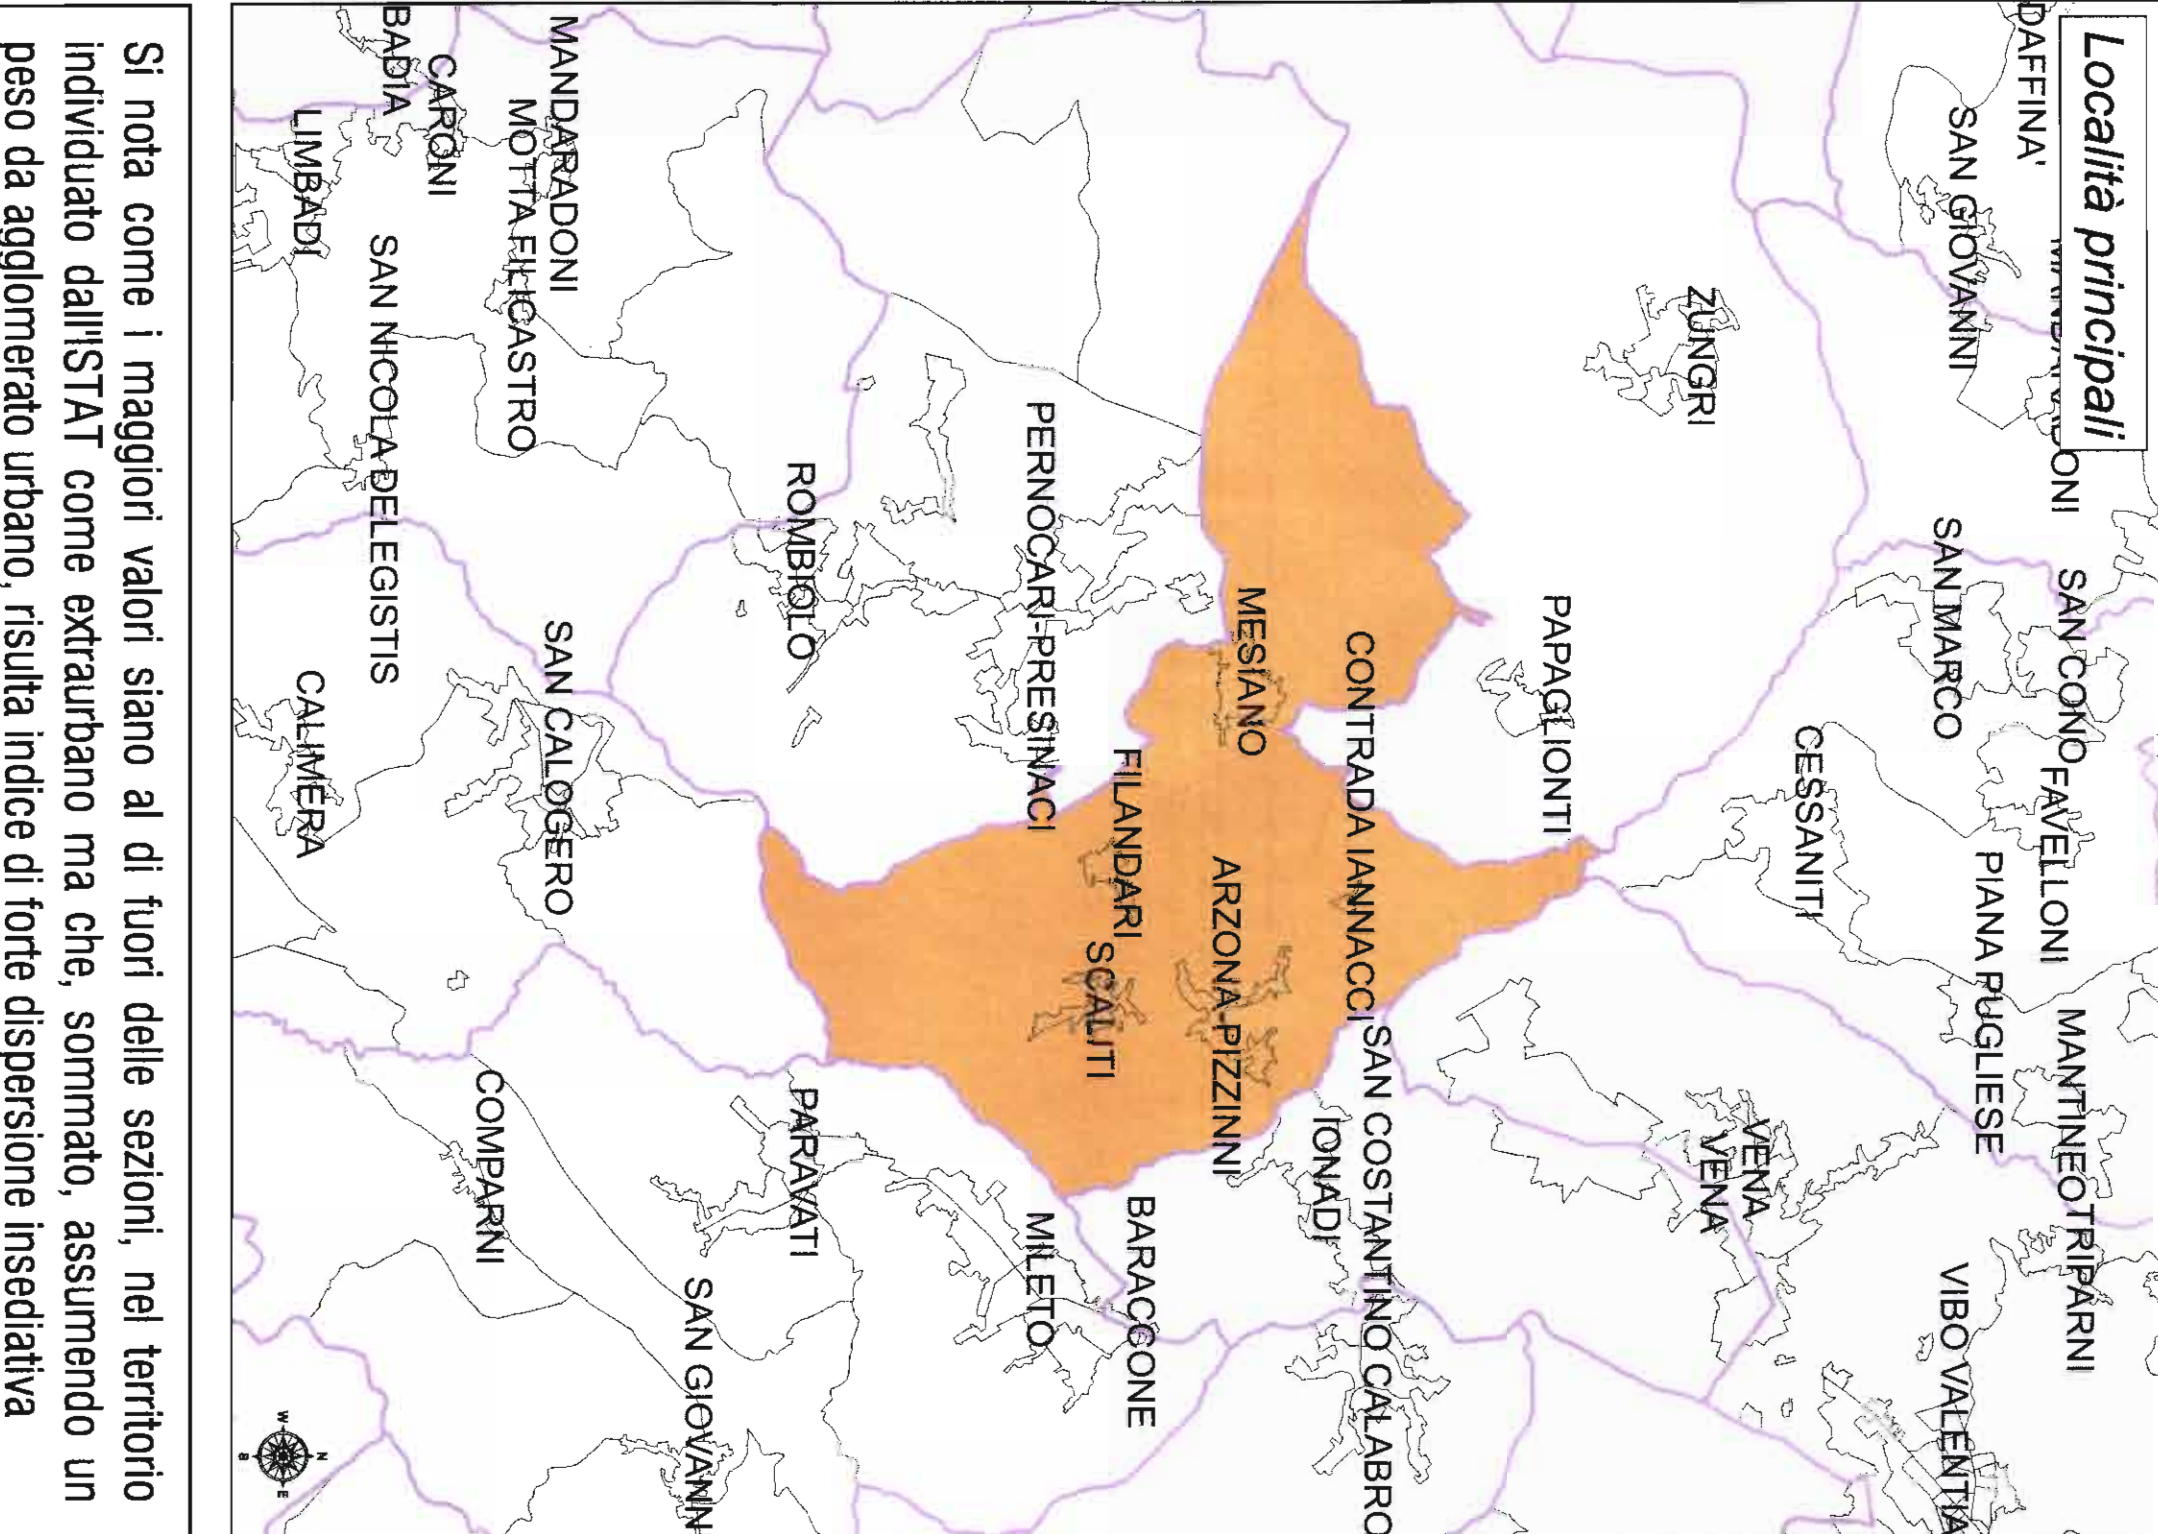 Località principali
DAFFINA'
SAN GIOVANNI
SAN CONO
FAVELLONI
MANTINEO
TRIPARNI
SAN MARCO
PIANA PUGLIESE
VIBO VALENTIA
ZUNGRI
CESSANITI
VENA
VENA
PAPAGLIONTI
CONTRADA IANNACCI
SAN COSTANTINO CALABRO
IONADI
MESIANO
ARZONA-PIZZINNI
FILANDARI
SCALITI
BARACCONE
PERNOCARI-PRESINACI
MILETO
ROMBIOLO
PARAVATI
MANDARADONI
MOTTA FILICASTRO
SAN CALOGERO
SAN GIOVANN
CARONI
BADIA
COMPARNI
SAN NICOLA DE LEGISTIS
LIMBADI
CALIMERA
N
W
E
Si nota come i maggiori valori siano al di fuori delle sezioni, nel territorio
individuato dall'ISTAT come extraurbano ma che, sommato, assumendo un
peso da agglomerato urbano, risulta indice di forte dispersione insediativa